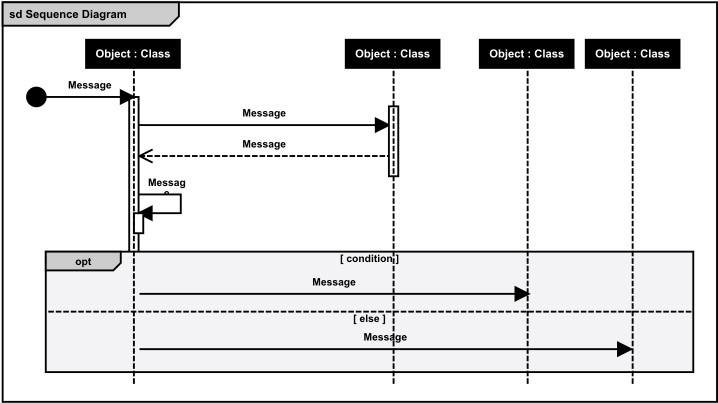 sd Sequence Diagram
Object : Class
Object : Class
Object : Class
Object : Class
Message
Message
Message
Messag
e
opt
[ condition ]
Message
[ else ]
Message